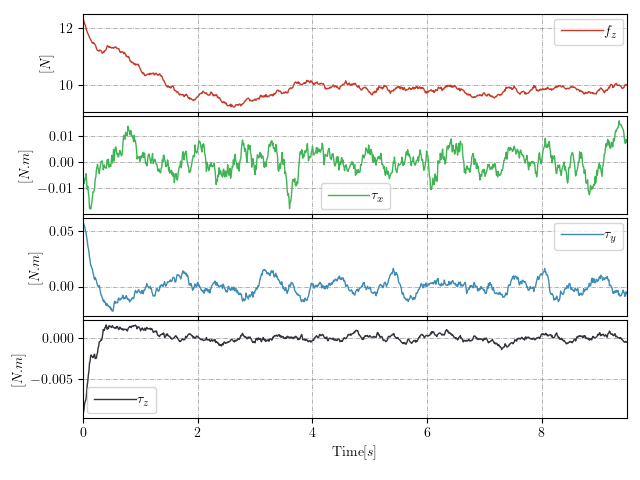 12
10
[N]
f_z
0.01
0.00
−0.01
[N.m]
τ_x
0.05
0.00
[N.m]
τ_y
0.000
−0.005
[N.m]
τ_z
0 2 4 6 8
Time[s]